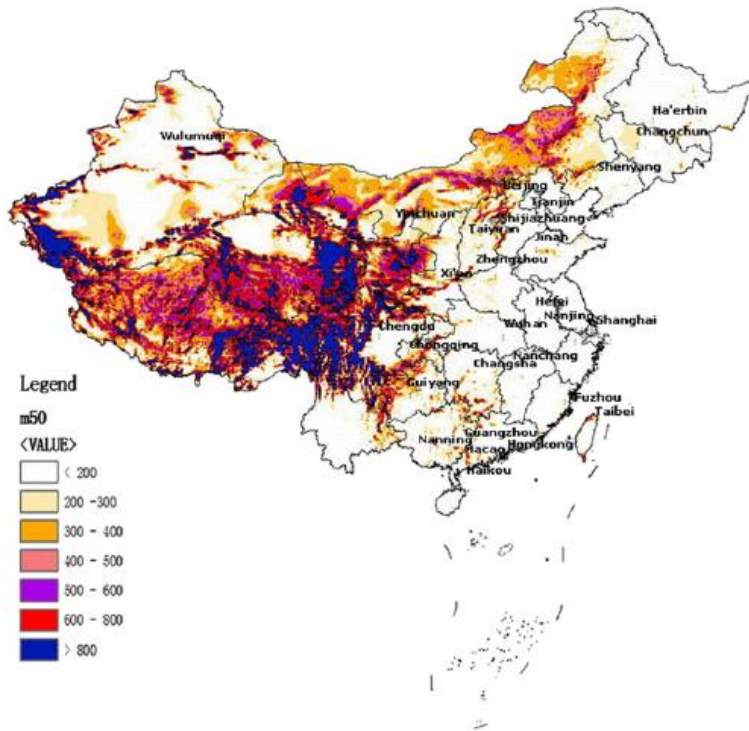 Ha'erbin
Changchun
Wulumuqi
Shenyang
Beijing
Tianjin
Yinchuan
Shijiazhuang
Taiyuan
Jinan
Zhengzhou
Xi'an
Hefei
Nanjing
Shanghai
Chengdu
Wuhan
Chongqing
Nanchang
Changsha
Guiyang
Fuzhou
Taibei
Guangzhou
Nanning
Hongkong
Macao
Haikou
Legend
m50
<VALUE>
< 200
200 -300
300 - 400
400 - 500
500 - 600
600 - 800
> 800